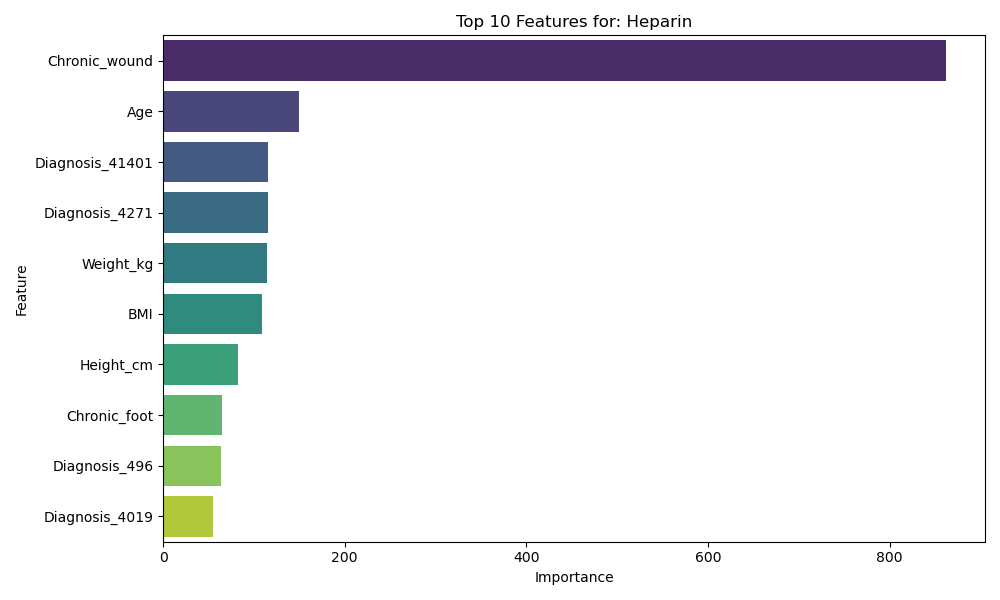 Top 10 Features for: Heparin
Feature
Chronic_wound
Age
Diagnosis_41401
Diagnosis_4271
Weight_kg
BMI
Height_cm
Chronic_foot
Diagnosis_496
Diagnosis_4019
0 200 400 600 800
Importance